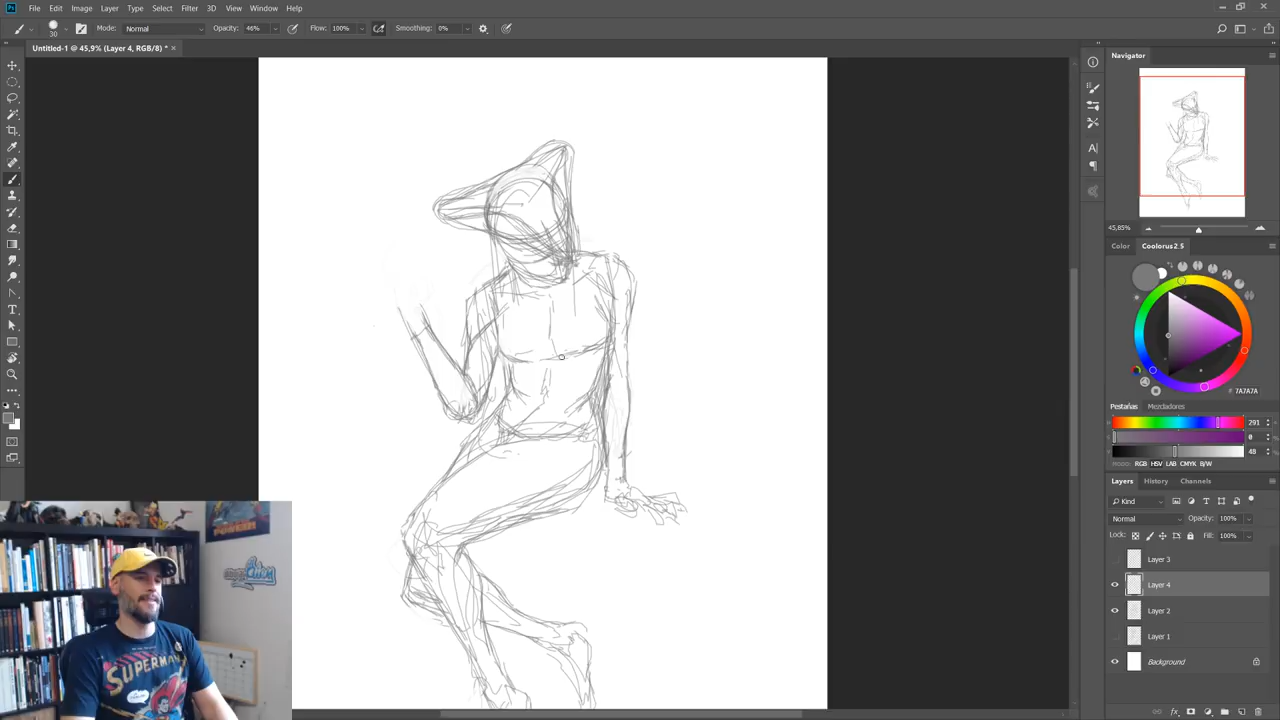 File Edit Image Layer Type Select Filter 3D View Window Help
30 Mode: Normal Opacity: 46% Flow: 100% Smoothing: 0%
Untitled-1 @ 45,9% (Layer 4, RGB/8) * ×
Navigator
45,85%
Color Coolorus 2.5
# 7A7A7A
Pestañas Mezcladores
H 291
0
48
MODO: RGB HSV LAB CMYK B/W
Layers History Channels
Kind
Normal Opacity: 100%
Lock: Fill: 100%
Layer 3
Layer 4
Layer 2
Layer 1
Background
SUPERMAN